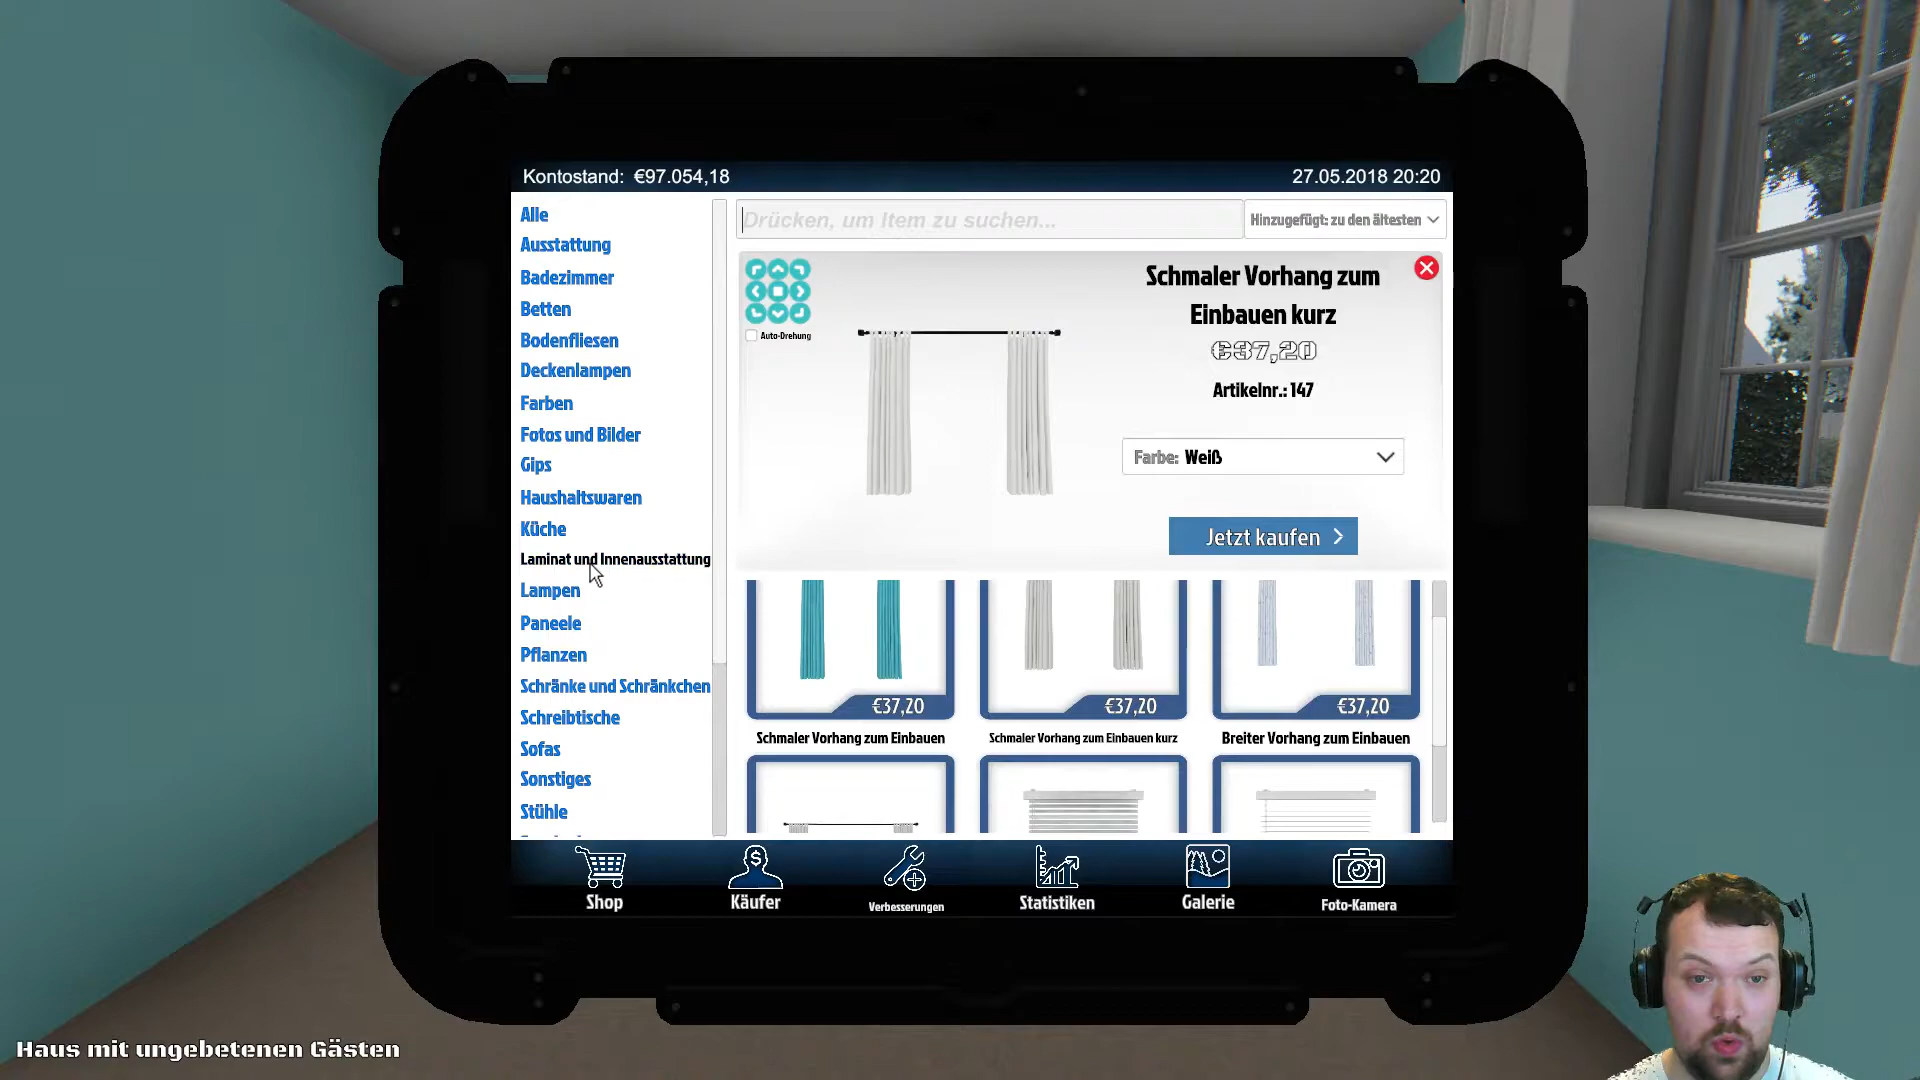 Kontostand: €97.054,18
27.05.2018 20:20
Alle
Ausstattung
Badezimmer
Betten
Bodenfliesen
Deckenlampen
Farben
Fotos und Bilder
Gips
Haushaltswaren
Küche
Laminat und Innenausstattung
Lampen
Paneele
Pflanzen
Schränke und Schränkchen
Schreibtische
Sofas
Sonstiges
Stühle
Drücken, um Item zu suchen...
Hinzugefügt: zu den ältesten
Auto-Drehung
Schmaler Vorhang zum
Einbauen kurz
€37,20
Artikelnr.: 147
Farbe: Weiß
Jetzt kaufen
€37,20
€37,20
€37,20
Schmaler Vorhang zum Einbauen
Schmaler Vorhang zum Einbauen kurz
Breiter Vorhang zum Einbauen
Shop
Käufer
Verbesserungen
Statistiken
Galerie
Foto-Kamera
Haus mit ungebetenen Gästen